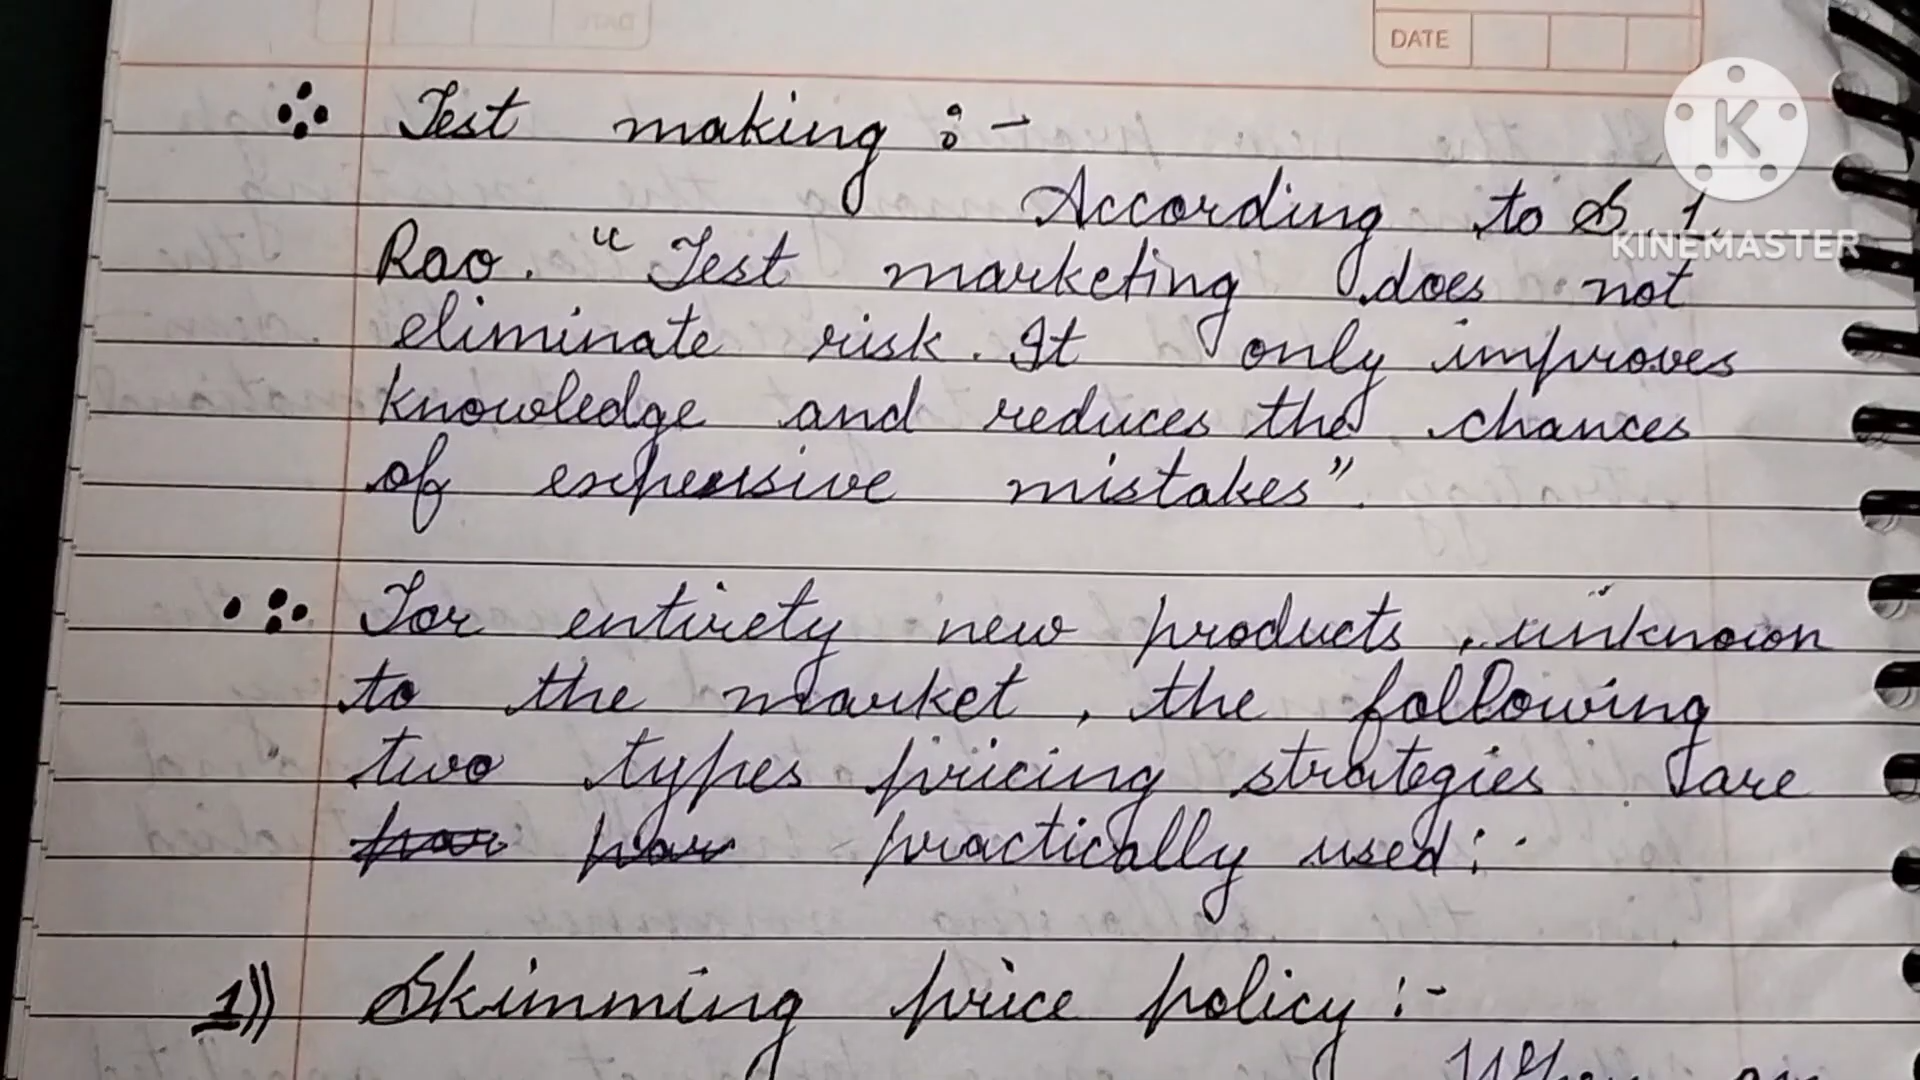 DATE
Test making :-
According to S. 1.
Rao. "Test marketing does not
eliminate risk. It only improves
knowledge and reduces the chances
of expensive mistakes".
For entirety new products, unknown
to the market, the following
two types pricing strategies are
practically used:-
1)) Skimming price policy :-
When an
K
KINEMASTER